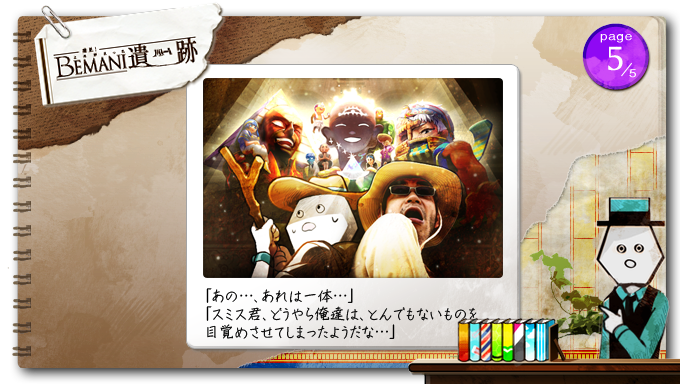 BEMANI遺跡
page
5/5
「あの…、あれは一体…」
「スミス君、どうやら俺達は、とんでもないものを
目覚めさせてしまったようだな…」